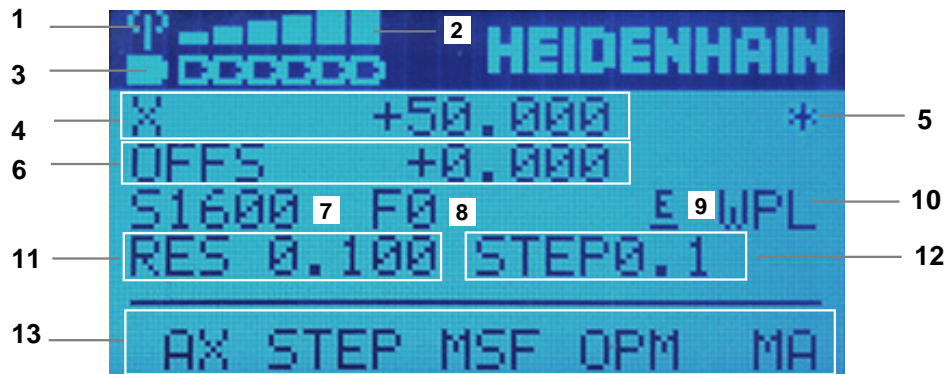 1 2 HEIDENHAIN
3
4 X +50.000 * 5
6 OFFS +0.000
S1600 7 F0 8 E 9 WPL 10
11 RES 0.100 STEP0.1 12
13 AX STEP MSF OPM MA